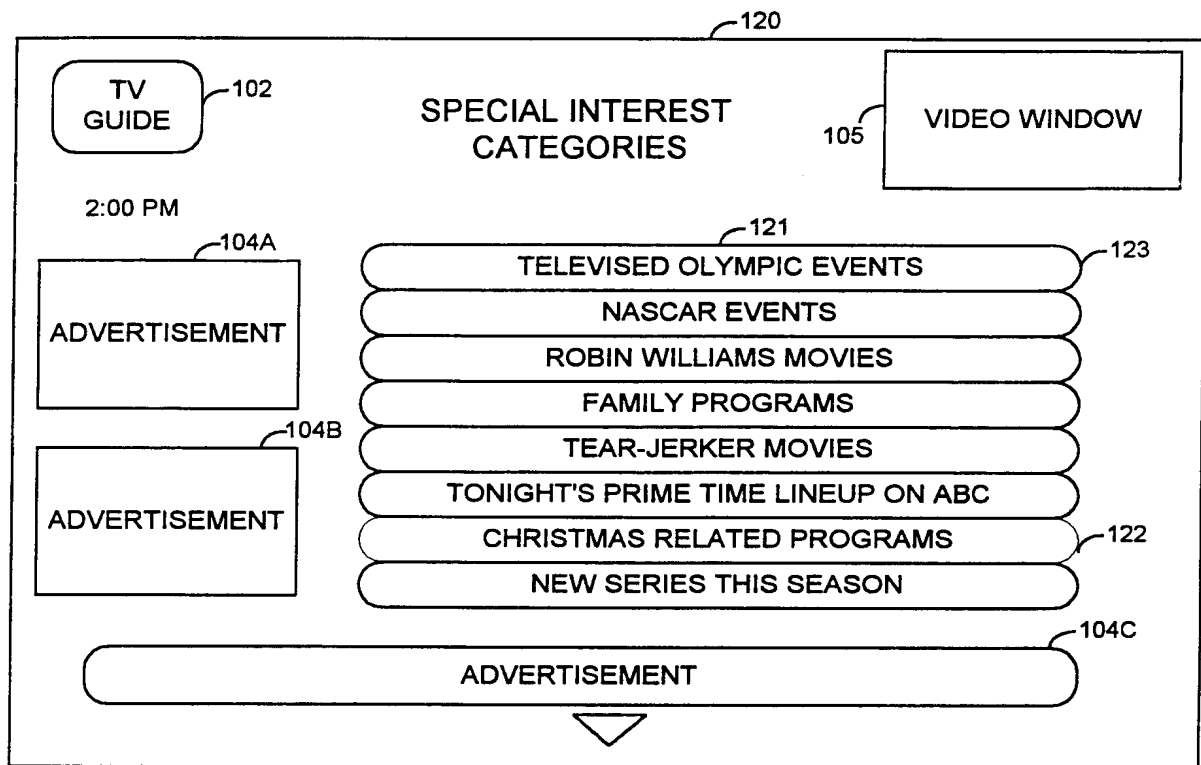 120
TV
GUIDE
102
SPECIAL INTEREST
CATEGORIES
105
VIDEO WINDOW
2:00 PM
104A
ADVERTISEMENT
104B
ADVERTISEMENT
121
TELEVISED OLYMPIC EVENTS
123
NASCAR EVENTS
ROBIN WILLIAMS MOVIES
FAMILY PROGRAMS
TEAR-JERKER MOVIES
TONIGHT'S PRIME TIME LINEUP ON ABC
CHRISTMAS RELATED PROGRAMS
122
NEW SERIES THIS SEASON
104C
ADVERTISEMENT